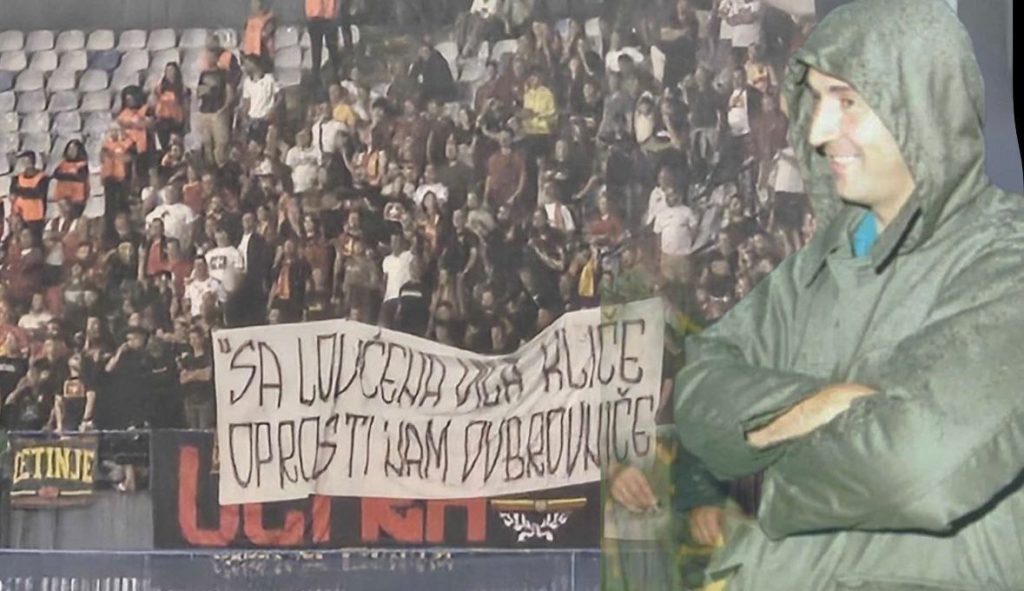 "SA LOVĆENA VILA KLIČE
OPROSTI NAM DUBROVNIČE
CETINJE